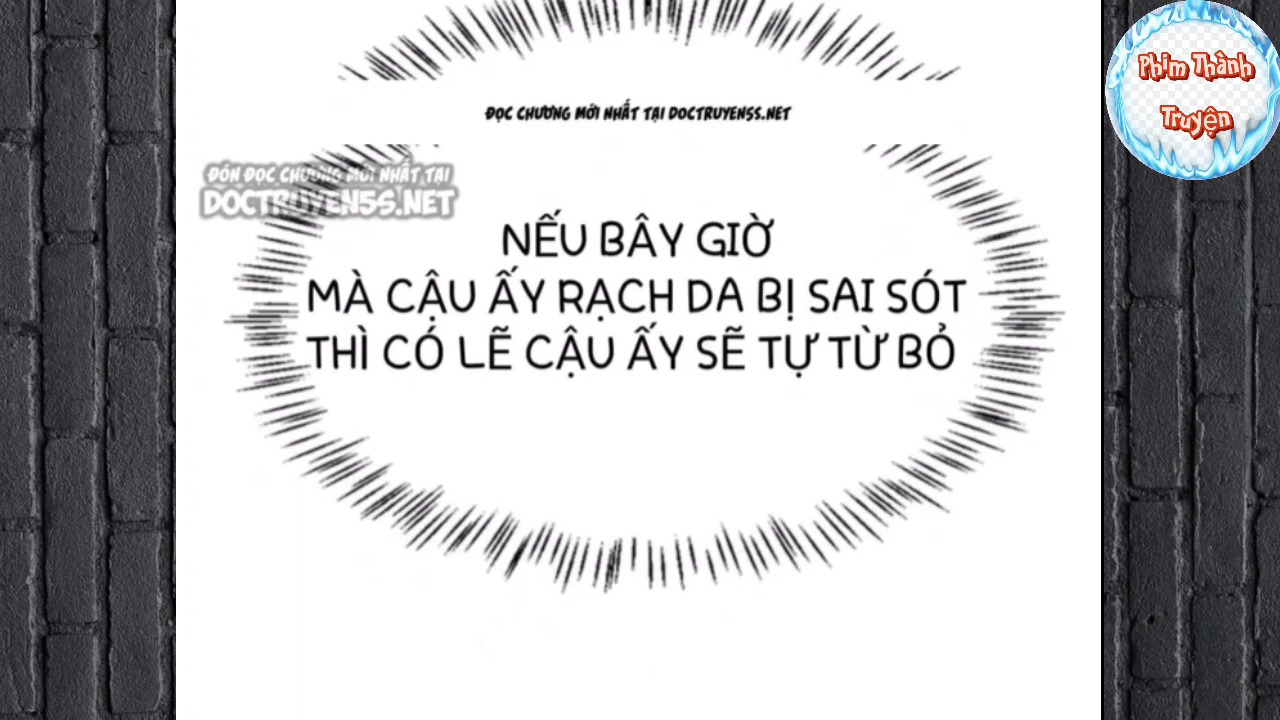 ĐỌC CHƯƠNG MỚI NHẤT TẠI DOCTRUYEN5S.NET
ĐÓN ĐỌC CHƯƠNG MỚI NHẤT TẠI
DOCTRUYEN5S.NET
NẾU BÂY GIỜ
MÀ CẬU ẤY RẠCH DA BỊ SAI SÓT
THÌ CÓ LẼ CẬU ẤY SẼ TỰ TỪ BỎ
Phim Thành
Truyện